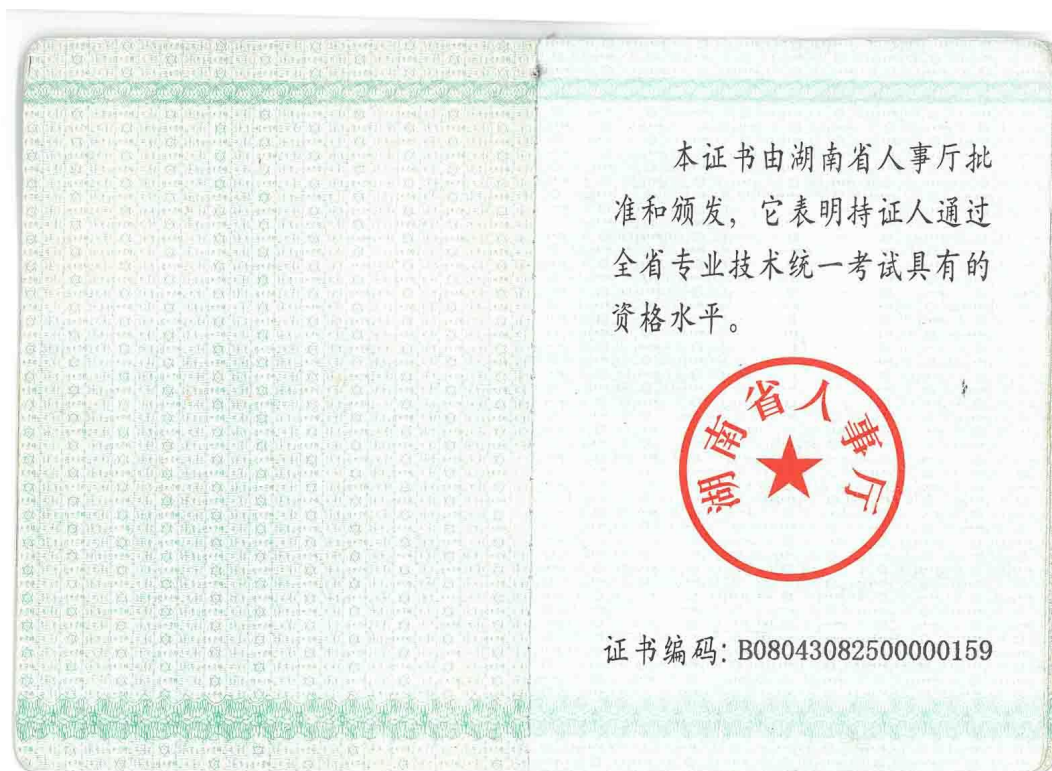 本证书由湖南省人事厅批
准和颁发，它表明持证人通过
全省专业技术统一考试具有的
资格水平。
湖南省人事厅
证书编码：B08043082500000159